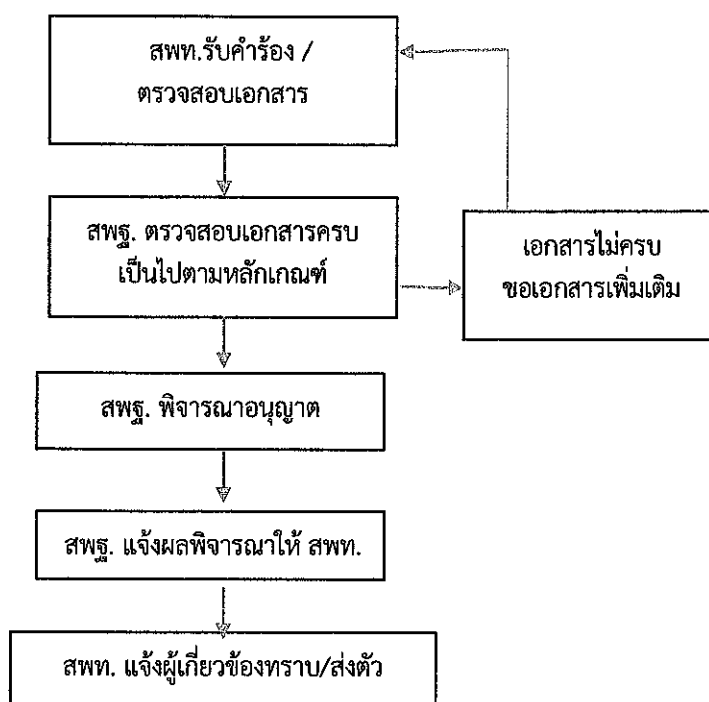 สพท.รับคำร้อง /
ตรวจสอบเอกสาร
สพฐ. ตรวจสอบเอกสารครบ
เป็นไปตามหลักเกณฑ์
เอกสารไม่ครบ
ขอเอกสารเพิ่มเติม
สพฐ. พิจารณาอนุญาต
สพฐ. แจ้งผลพิจารณาให้ สพท.
สพท. แจ้งผู้เกี่ยวข้องทราบ/ส่งตัว